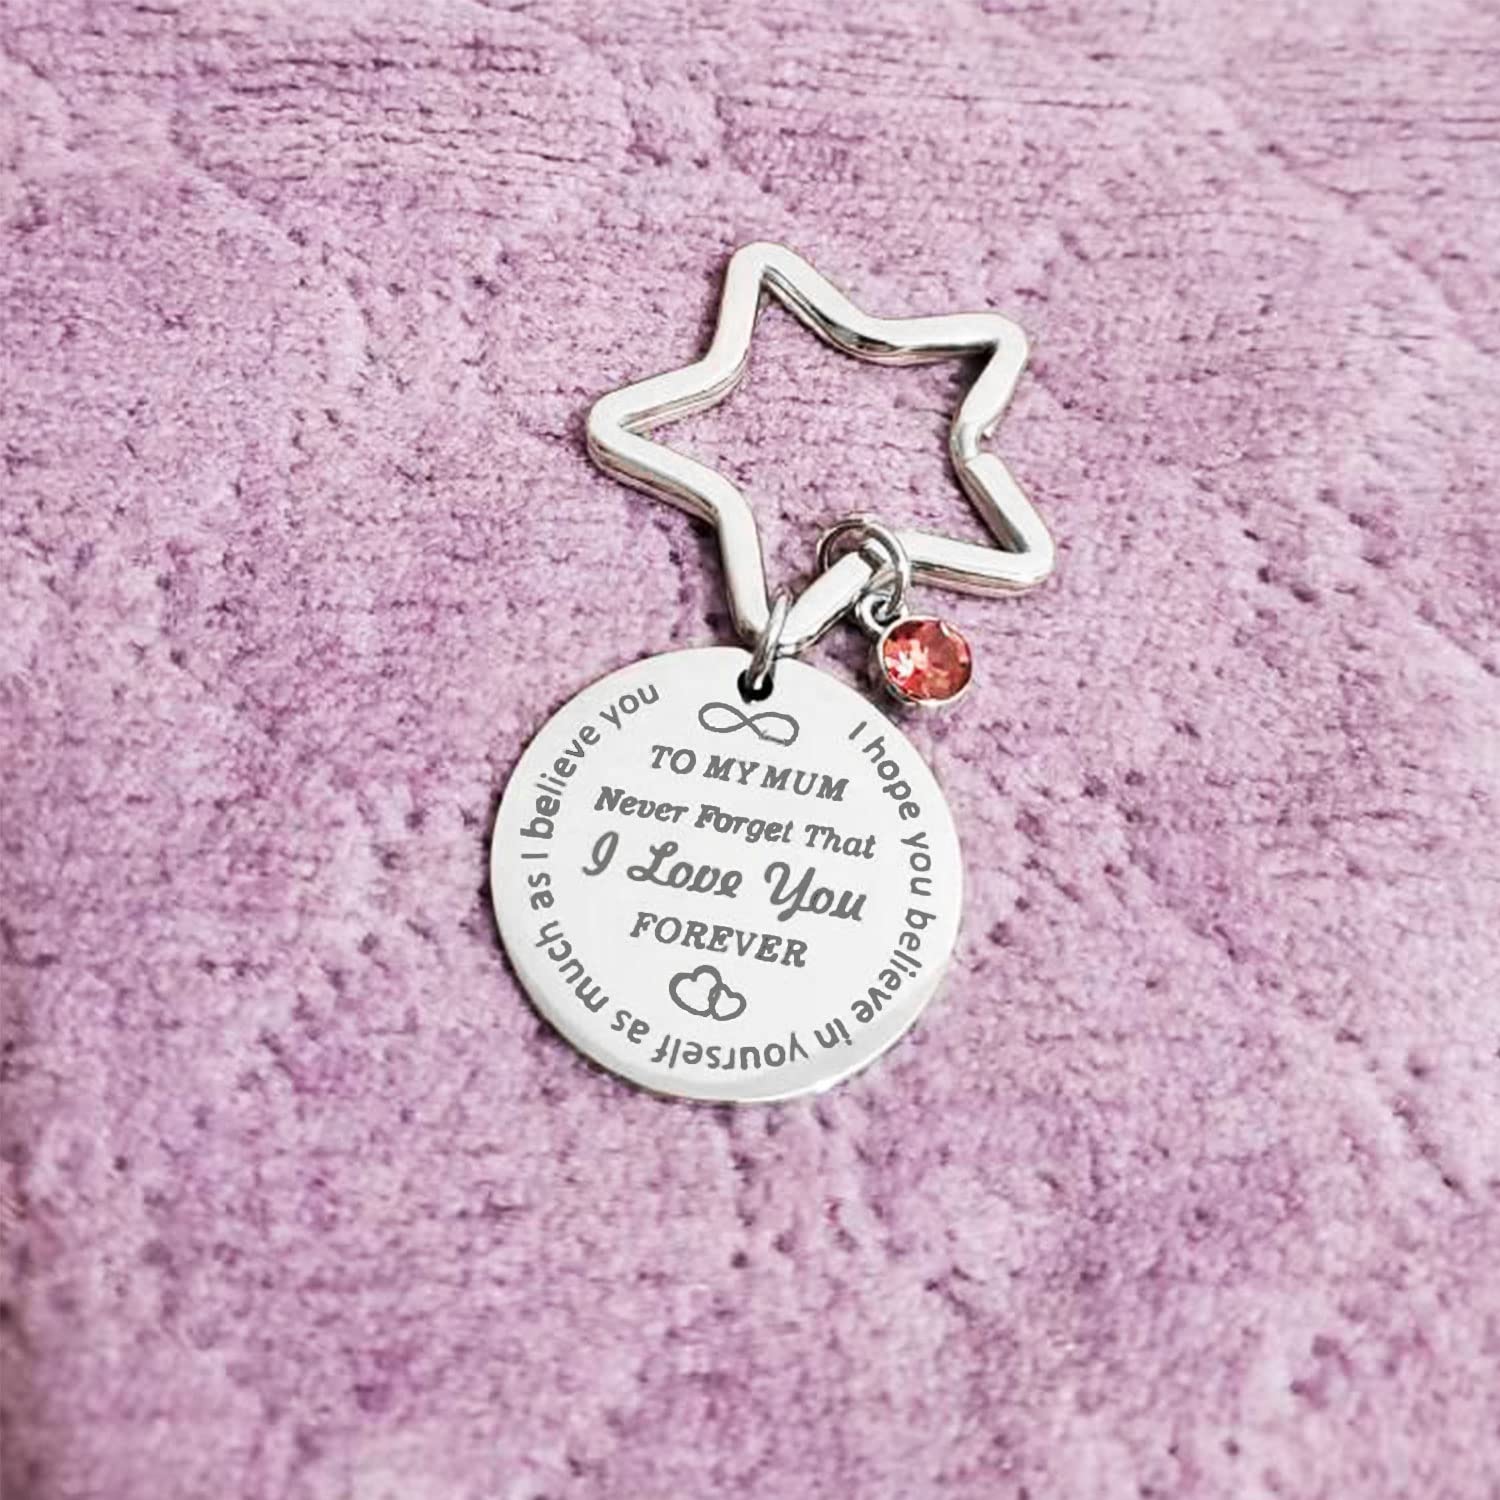 TO MY MUM
Never Forget That
I Love You
FOREVER
I hope you believe in yourself as much as I believe you